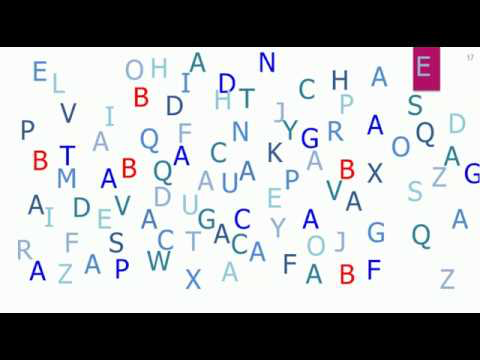 E L O H I A D N C H A E 17
P V I B D H T J P A S
B T A Q F C N Y G R A O Q D
M A B Q A C A K A B X S Z A G
A I D E V D A U A E P V A
R F S A C T U G A C A E Y A O J G Q A
A Z A P W X A A F A B F Z